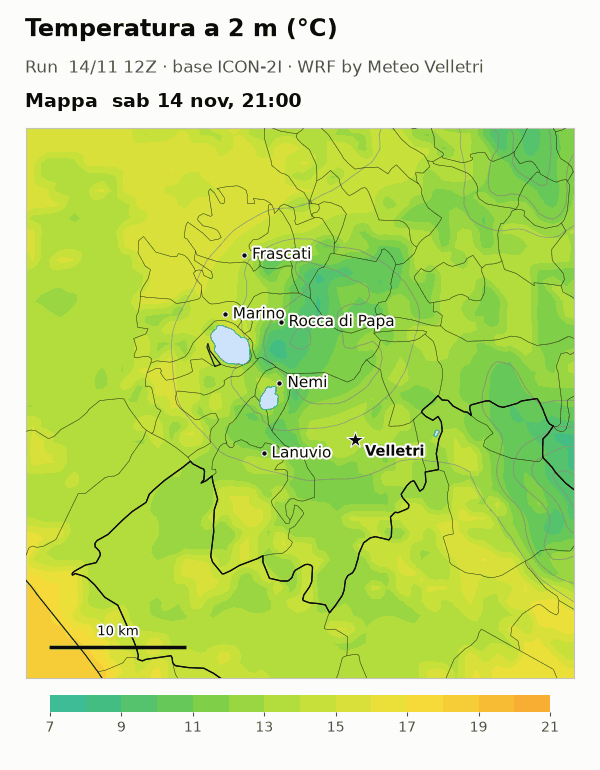 Temperatura a 2 m (°C)
Run  14/11 12Z · base ICON-2I · WRF by Meteo Velletri
Mappa  sab 14 nov, 21:00
Frascati
Marino
Rocca di Papa
Nemi
Velletri
Lanuvio
10 km
7 9 11 13 15 17 19 21